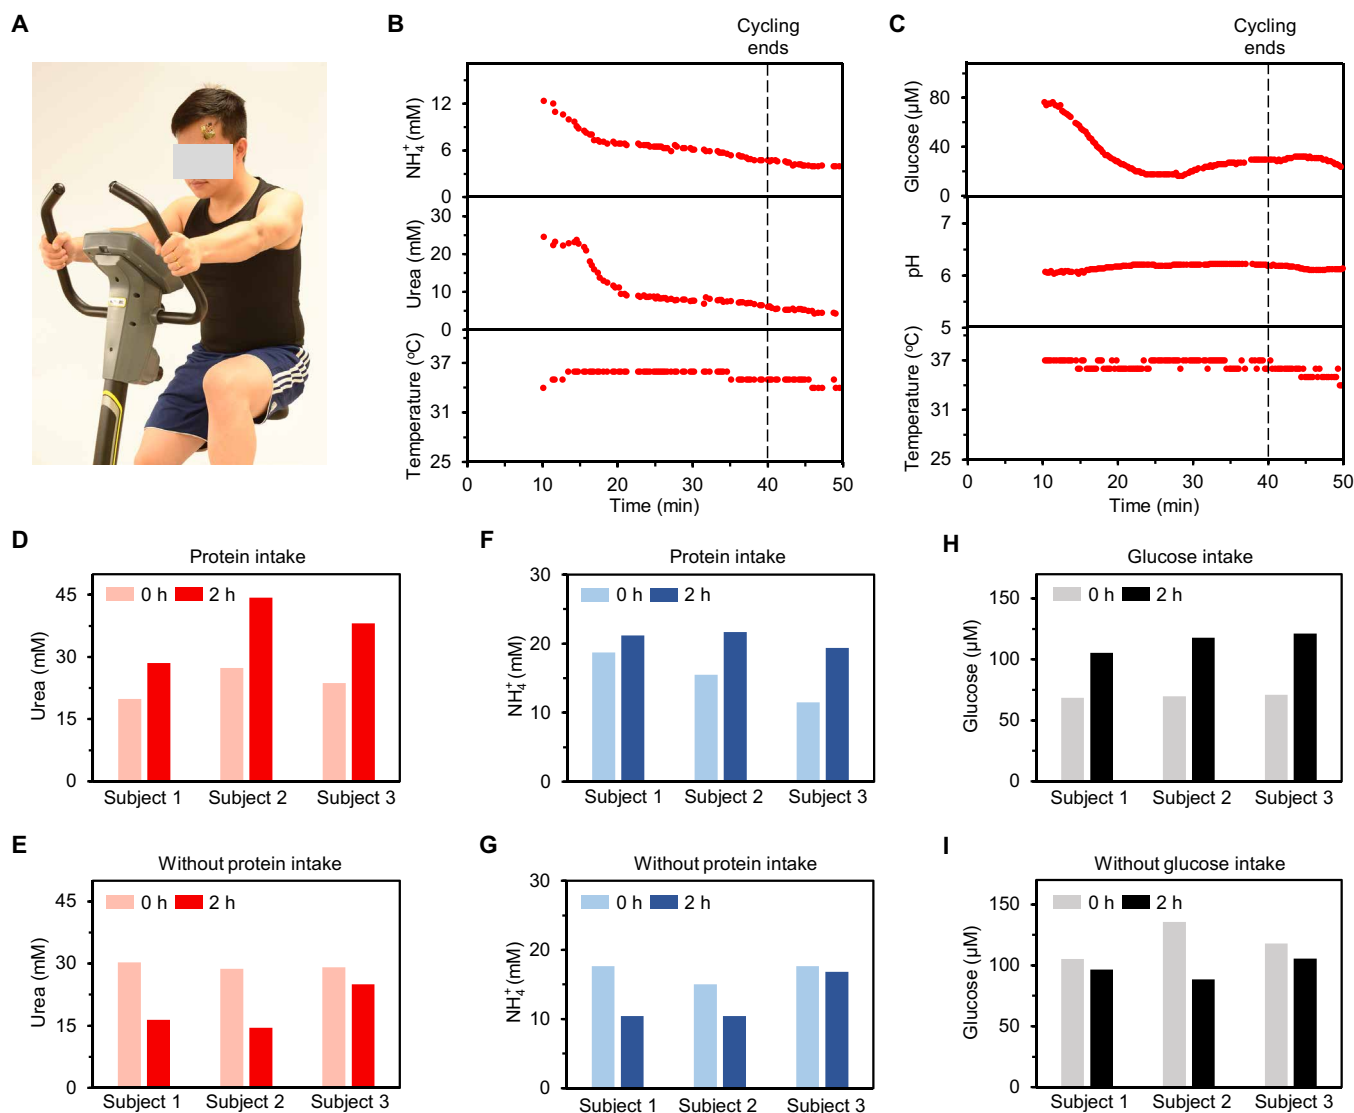 A
B
Cycling
ends
NH₄⁺ (mM)
12
6
0
Urea (mM)
30
20
10
0
Temperature (°C)
37
31
25
0
10
20
30
40
50
Time (min)
C
Cycling
ends
Glucose (µM)
80
40
0
pH
7
6
5
Temperature (°C)
37
31
25
0
10
20
30
40
50
Time (min)
D
Protein intake
Urea (mM)
45
30
15
0
0 h
2 h
Subject 1
Subject 2
Subject 3
F
Protein intake
NH₄⁺ (mM)
30
20
10
0
0 h
2 h
Subject 1
Subject 2
Subject 3
H
Glucose intake
Glucose (µM)
150
100
50
0
0 h
2 h
Subject 1
Subject 2
Subject 3
E
Without protein intake
Urea (mM)
45
30
15
0
0 h
2 h
Subject 1
Subject 2
Subject 3
G
Without protein intake
NH₄⁺ (mM)
30
20
10
0
0 h
2 h
Subject 1
Subject 2
Subject 3
I
Without glucose intake
Glucose (µM)
150
100
50
0
0 h
2 h
Subject 1
Subject 2
Subject 3